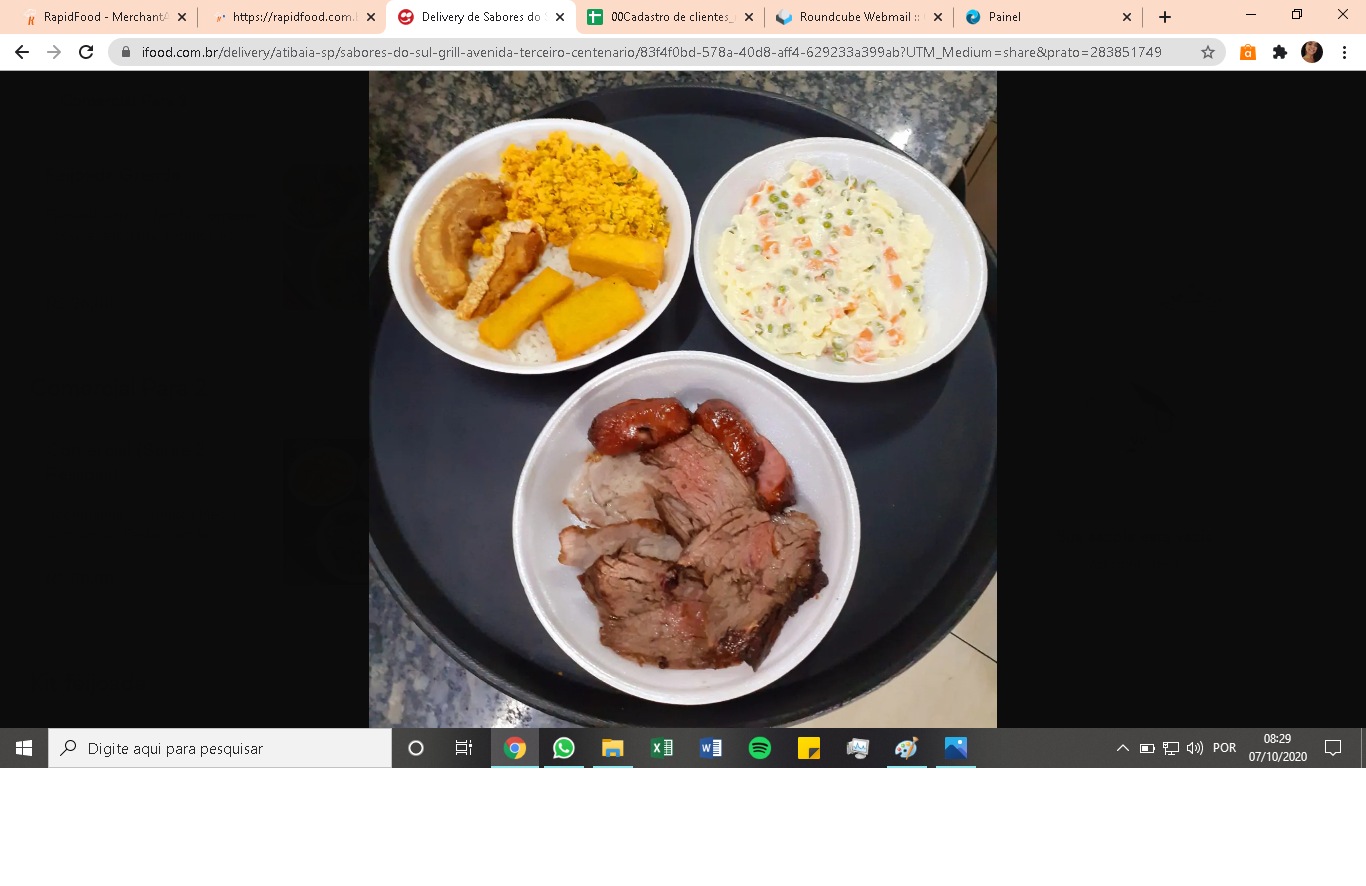 RapidFood - Merchant
https://rapidfood.com.
Delivery de Sabores do
00Cadastro de clientes_
Roundcube Webmail ::
Painel
ifood.com.br/delivery/atibaia-sp/sabores-do-sul-grill-avenida-terceiro-centenario/83f4f0bd-578a-40d8-aff4-629233a399ab?UTM_Medium=share&prato=283851749
Digite aqui para pesquisar
POR
08:29
07/10/2020